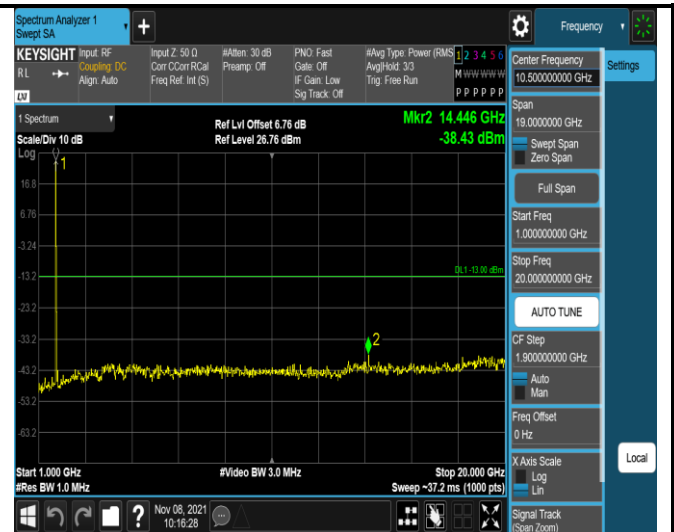 Spectrum Analyzer 1
Swept SA
+
Frequency
KEYSIGHT
RL
LXI
Input: RF
Coupling: DC
Align: Auto
Input Z: 50 Ω
Corr CCorr RCal
Freq Ref: Int (S)
#Atten: 30 dB
Preamp: Off
PNO: Fast
Gate: Off
IF Gain: Low
Sig Track: Off
#Avg Type: Power (RMS
Avg|Hold: 3/3
Trig: Free Run
1 2 3 4 5 6
M W W W W W
P P P P P P
1 Spectrum
Scale/Div 10 dB
Log
Ref Lvl Offset 6.76 dB
Ref Level 26.76 dBm
Mkr2 14.446 GHz
-38.43 dBm
1
16.8
6.76
-3.24
-13.2
DL1 -13.00 dBm
-23.2
-33.2
2
-43.2
-53.2
-63.2
Start 1.000 GHz
#Res BW 1.0 MHz
#Video BW 3.0 MHz
Stop 20.000 GHz
Sweep ~37.2 ms (1000 pts)
?
Nov 08, 2021
10:16:28
Center Frequency
10.500000000 GHz
Settings
Span
19.0000000 GHz
Swept Span
Zero Span
Full Span
Start Freq
1.000000000 GHz
Stop Freq
20.000000000 GHz
AUTO TUNE
CF Step
1.900000000 GHz
Auto
Man
Freq Offset
0 Hz
X Axis Scale
Log
Lin
Local
Signal Track
(Span Zoom)